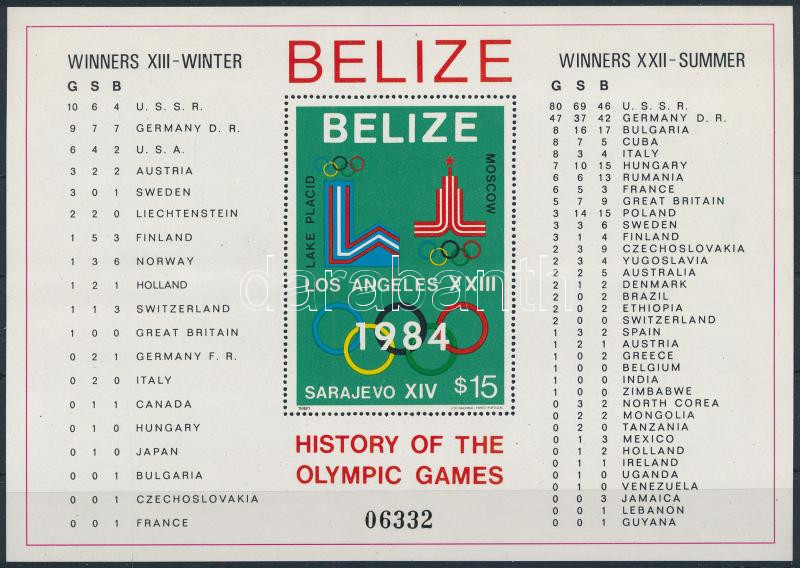 BELIZE
WINNERS XIII-WINTER
G S B
10 6 4 U. S. S. R.
9 7 7 GERMANY D. R.
6 4 2 U. S. A.
3 2 2 AUSTRIA
3 0 1 SWEDEN
2 2 0 LIECHTENSTEIN
1 5 3 FINLAND
1 3 6 NORWAY
1 2 1 HOLLAND
1 1 3 SWITZERLAND
1 0 0 GREAT BRITAIN
0 2 1 GERMANY F. R.
0 2 0 ITALY
0 1 1 CANADA
0 1 0 HUNGARY
0 1 0 JAPAN
0 0 1 BULGARIA
0 0 1 CZECHOSLOVAKIA
0 0 1 FRANCE
BELIZE
LAKE PLACID
MOSCOW
LOS ANGELES XXIII
1984
SARAJEVO XIV $15
1981
darabanth
HISTORY OF THE
OLYMPIC GAMES
06332
WINNERS XXII-SUMMER
G S B
80 69 46 U. S. S. R.
47 37 42 GERMANY D. R.
8 16 17 BULGARIA
8 7 5 CUBA
8 3 4 ITALY
7 10 15 HUNGARY
6 6 13 RUMANIA
6 5 3 FRANCE
5 7 9 GREAT BRITAIN
3 14 15 POLAND
3 3 6 SWEDEN
3 1 4 FINLAND
2 3 9 CZECHOSLOVAKIA
2 3 4 YUGOSLAVIA
2 2 5 AUSTRALIA
2 1 2 DENMARK
2 0 2 BRAZIL
2 0 2 ETHIOPIA
2 0 0 SWITZERLAND
1 3 2 SPAIN
1 2 1 AUSTRIA
1 0 2 GREECE
1 0 0 BELGIUM
1 0 0 INDIA
1 0 0 ZIMBABWE
0 3 2 NORTH COREA
0 2 2 MONGOLIA
0 2 0 TANZANIA
0 1 3 MEXICO
0 1 2 HOLLAND
0 1 1 IRELAND
0 1 0 UGANDA
0 1 0 VENEZUELA
0 0 3 JAMAICA
0 0 1 LEBANON
0 0 1 GUYANA